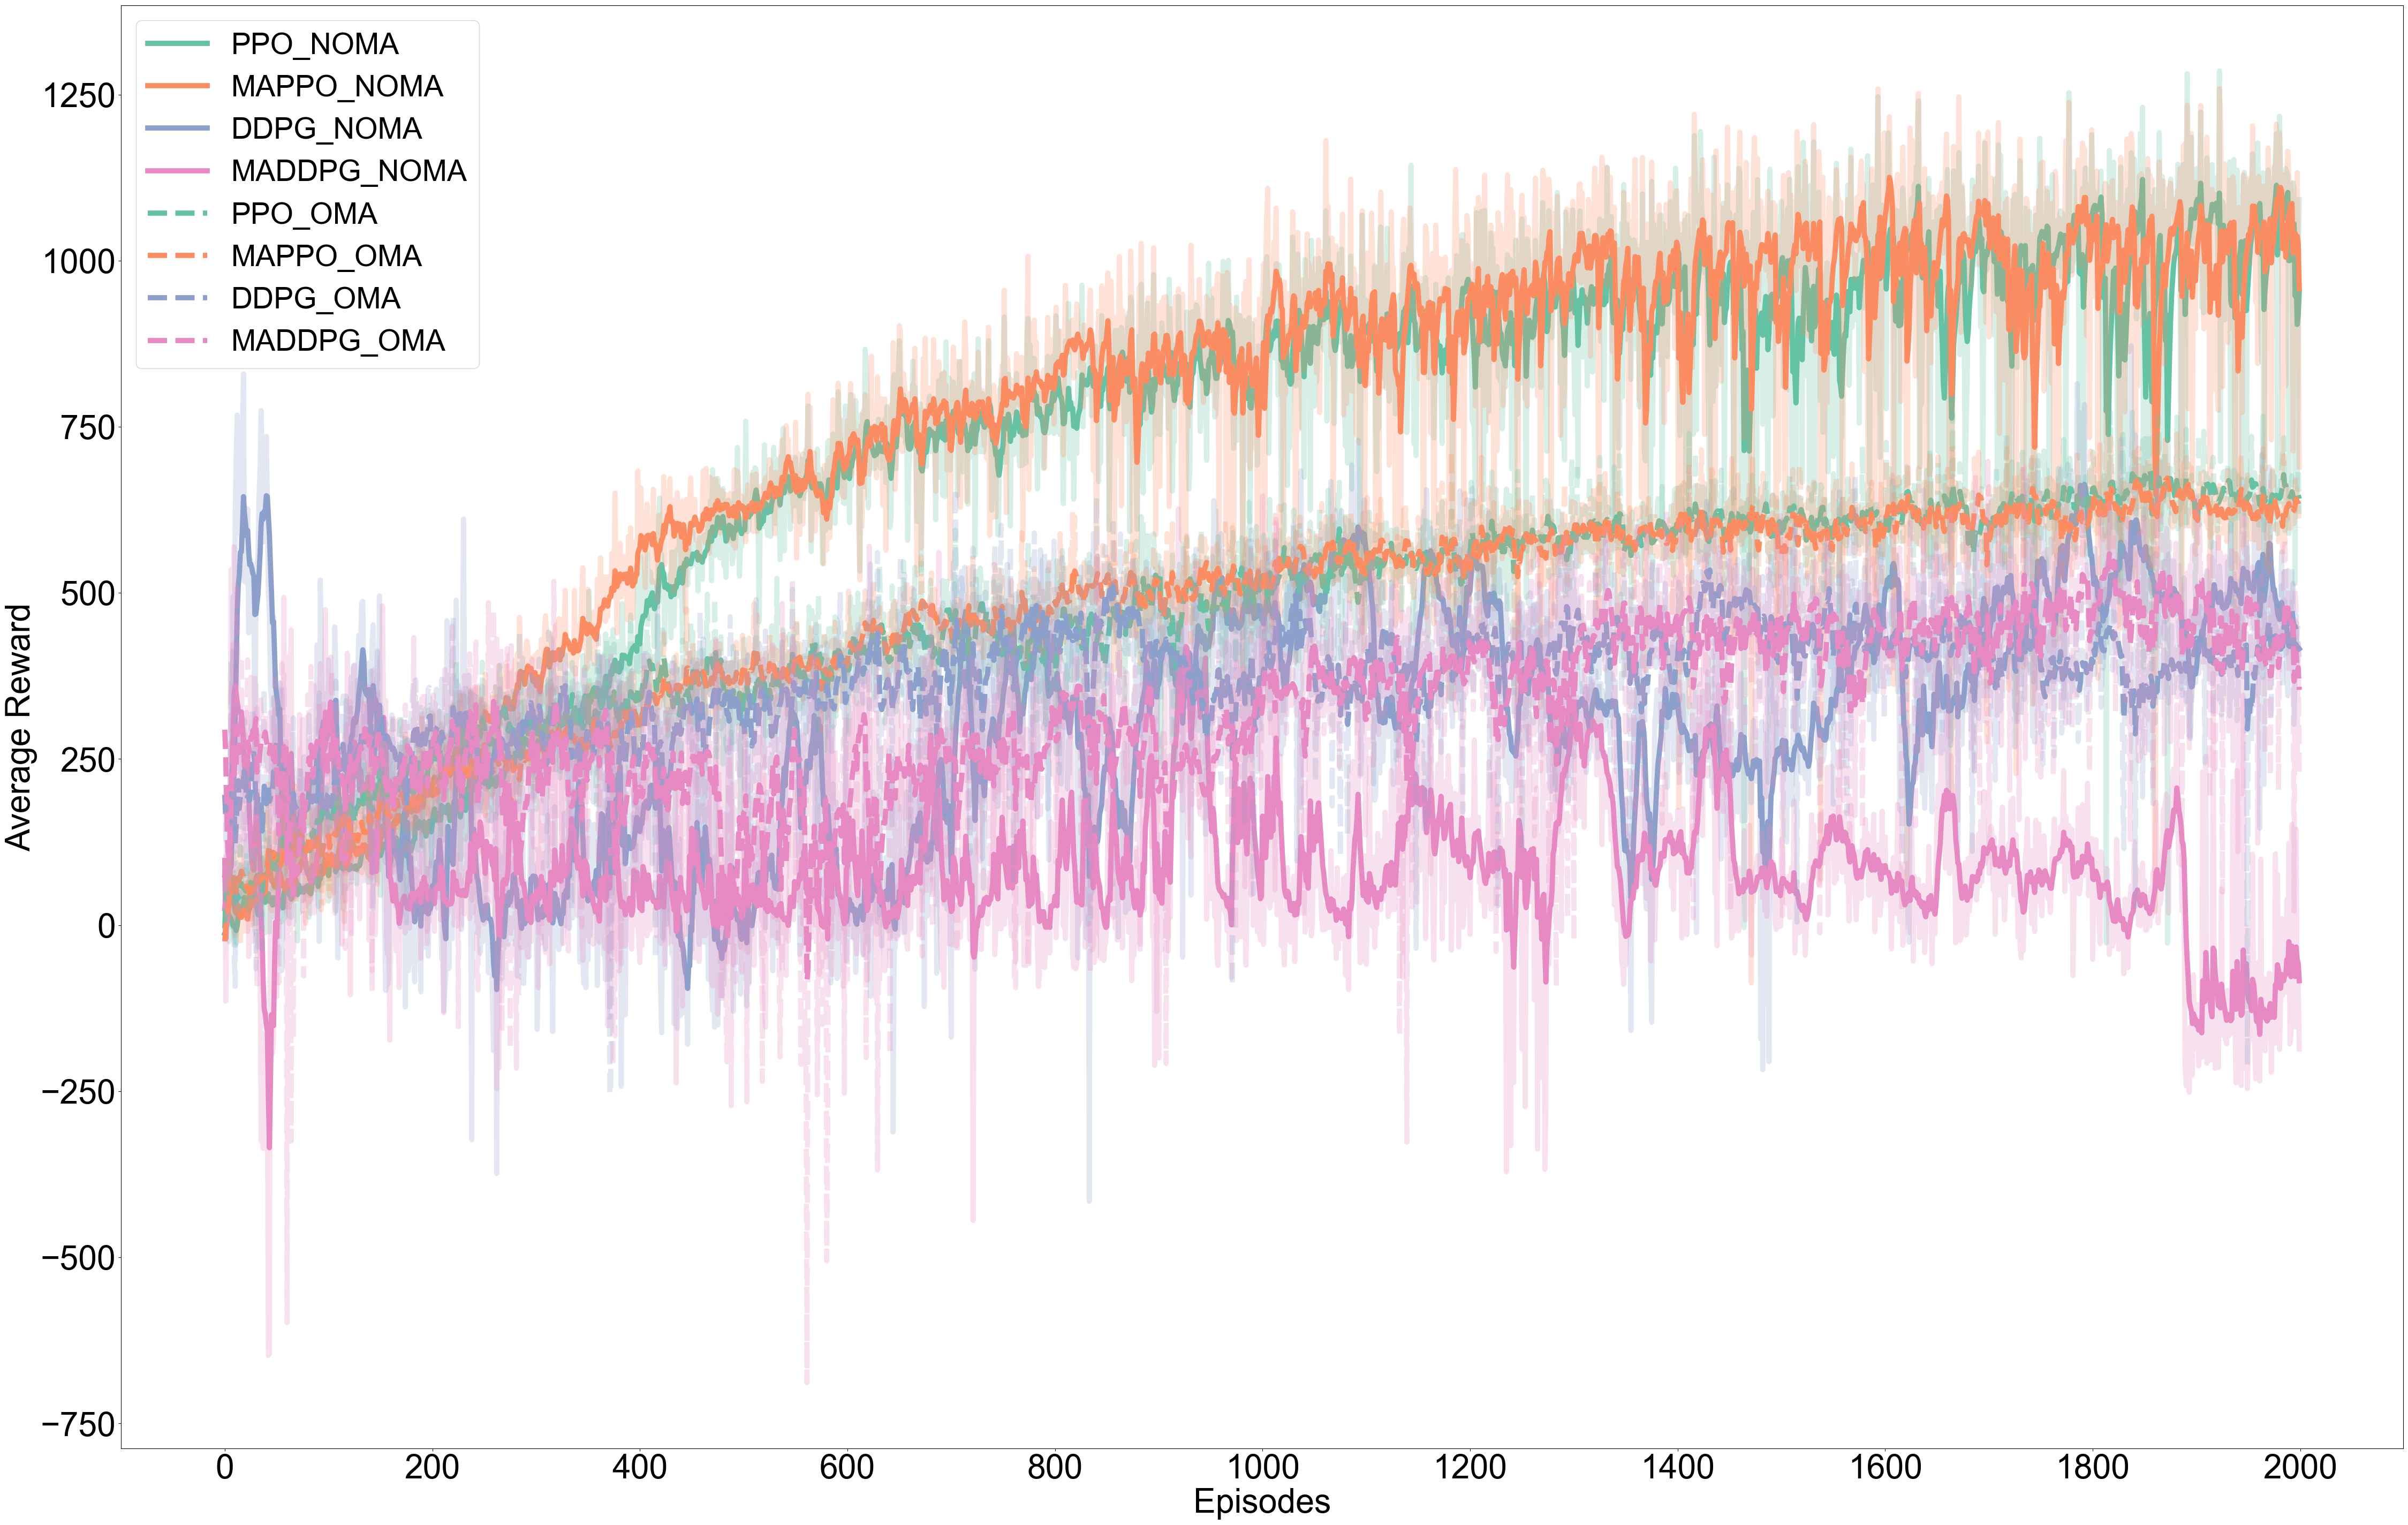 PPO_NOMA
MAPPO_NOMA
DDPG_NOMA
MADDPG_NOMA
PPO_OMA
MAPPO_OMA
DDPG_OMA
MADDPG_OMA
Average Reward
1250
1000
750
500
250
0
−250
−500
−750
0 200 400 600 800 1000 1200 1400 1600 1800 2000
Episodes